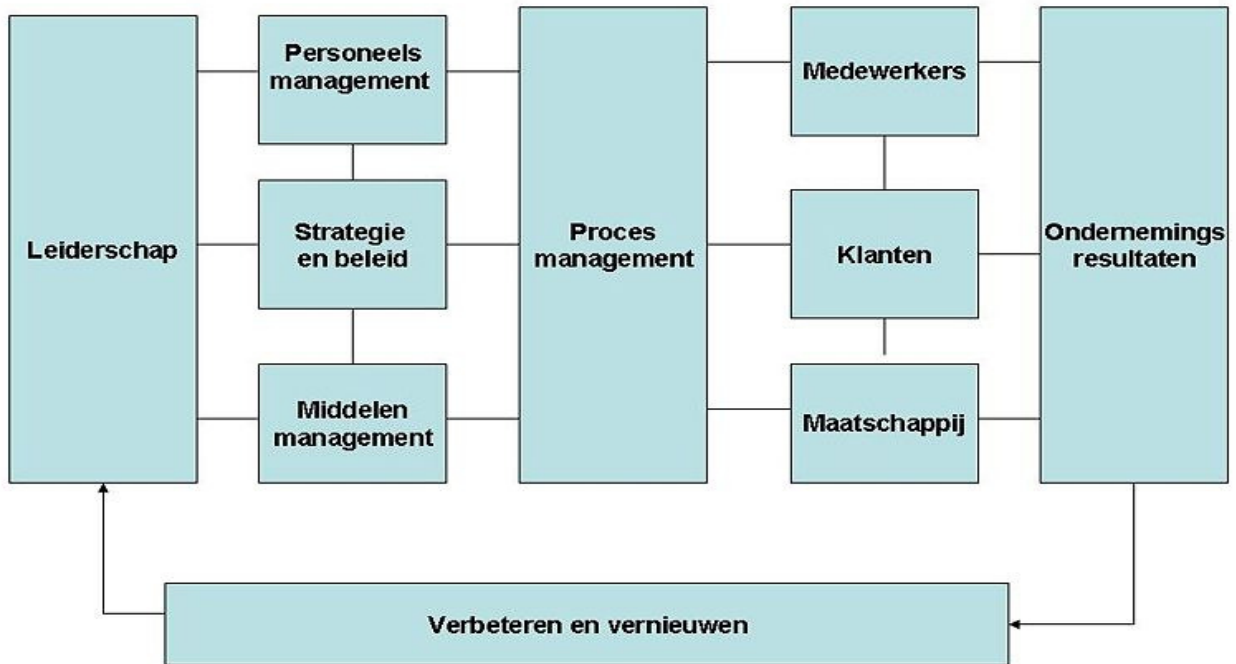 Leiderschap
Personeels
management
Strategie
en beleid
Middelen
management
Proces
management
Medewerkers
Klanten
Maatschappij
Ondernemings
resultaten
Verbeteren en vernieuwen